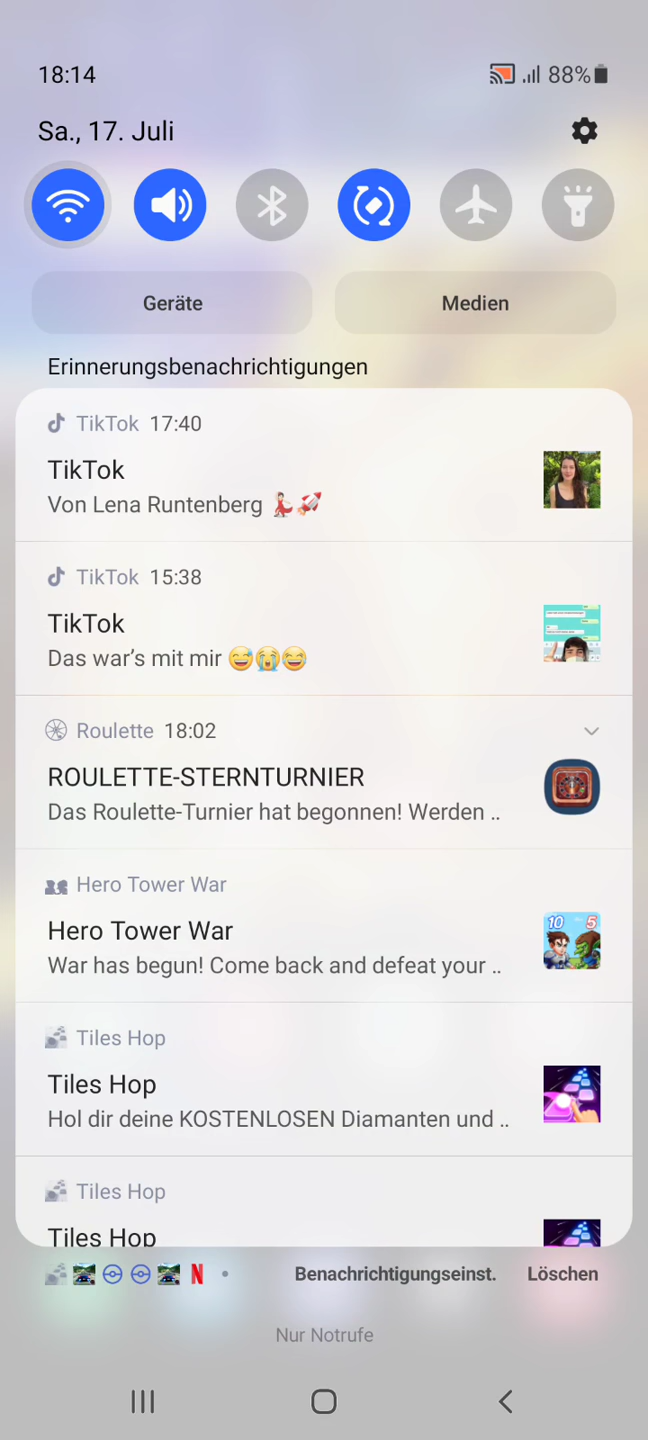 18:14
88%
Sa., 17. Juli
Geräte
Medien
Erinnerungsbenachrichtigungen
TikTok 17:40
TikTok
Von Lena Runtenberg 💃🚀
TikTok 15:38
TikTok
Das war’s mit mir 😅😭😂
Roulette 18:02
ROULETTE-STERNTURNIER
Das Roulette-Turnier hat begonnen! Werden ..
Hero Tower War
Hero Tower War
War has begun! Come back and defeat your ..
10 5
Tiles Hop
Tiles Hop
Hol dir deine KOSTENLOSEN Diamanten und ..
Tiles Hop
Tiles Hop
N
Benachrichtigungseinst.
Löschen
Nur Notrufe